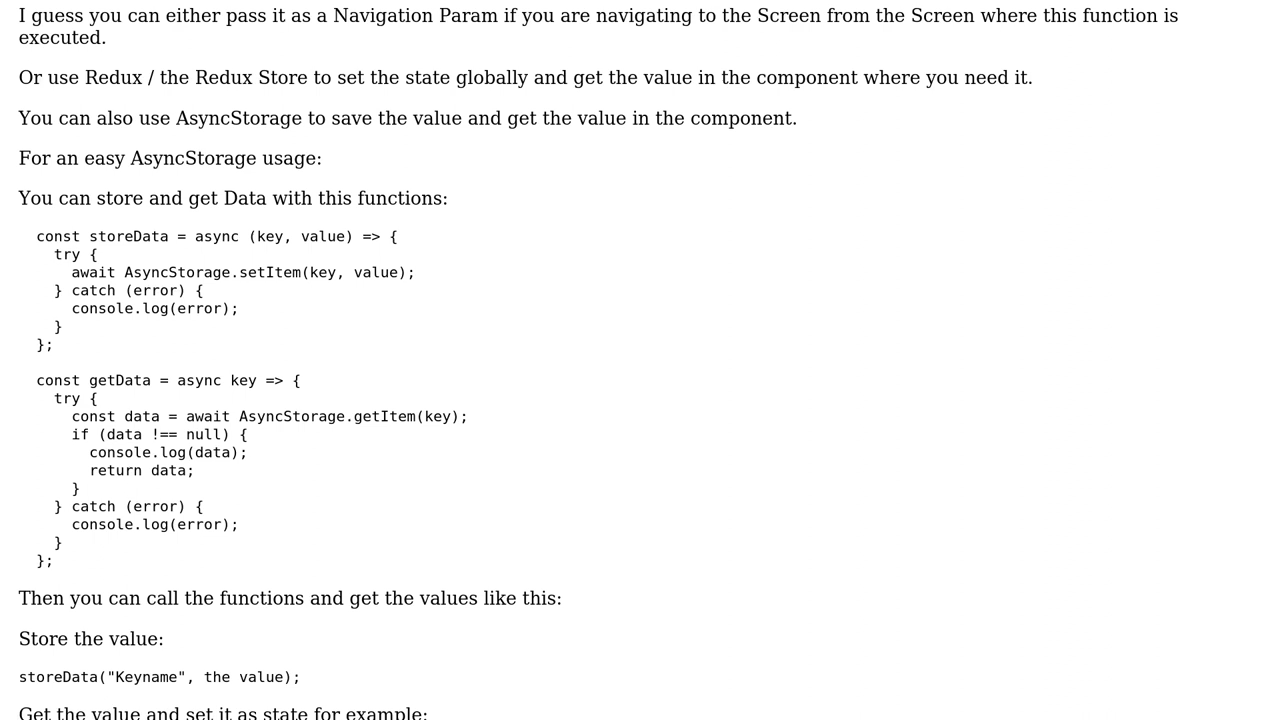 I guess you can either pass it as a Navigation Param if you are navigating to the Screen from the Screen where this function is
executed.
Or use Redux / the Redux Store to set the state globally and get the value in the component where you need it.
You can also use AsyncStorage to save the value and get the value in the component.
For an easy AsyncStorage usage:
You can store and get Data with this functions:
const storeData = async (key, value) => {
try {
await AsyncStorage.setItem(key, value);
} catch (error) {
console.log(error);
}
};
const getData = async key => {
try {
const data = await AsyncStorage.getItem(key);
if (data !== null) {
console.log(data);
return data;
}
} catch (error) {
console.log(error);
}
};
Then you can call the functions and get the values like this:
Store the value:
storeData("Keyname", the value);
Get the value and set it as state for example: